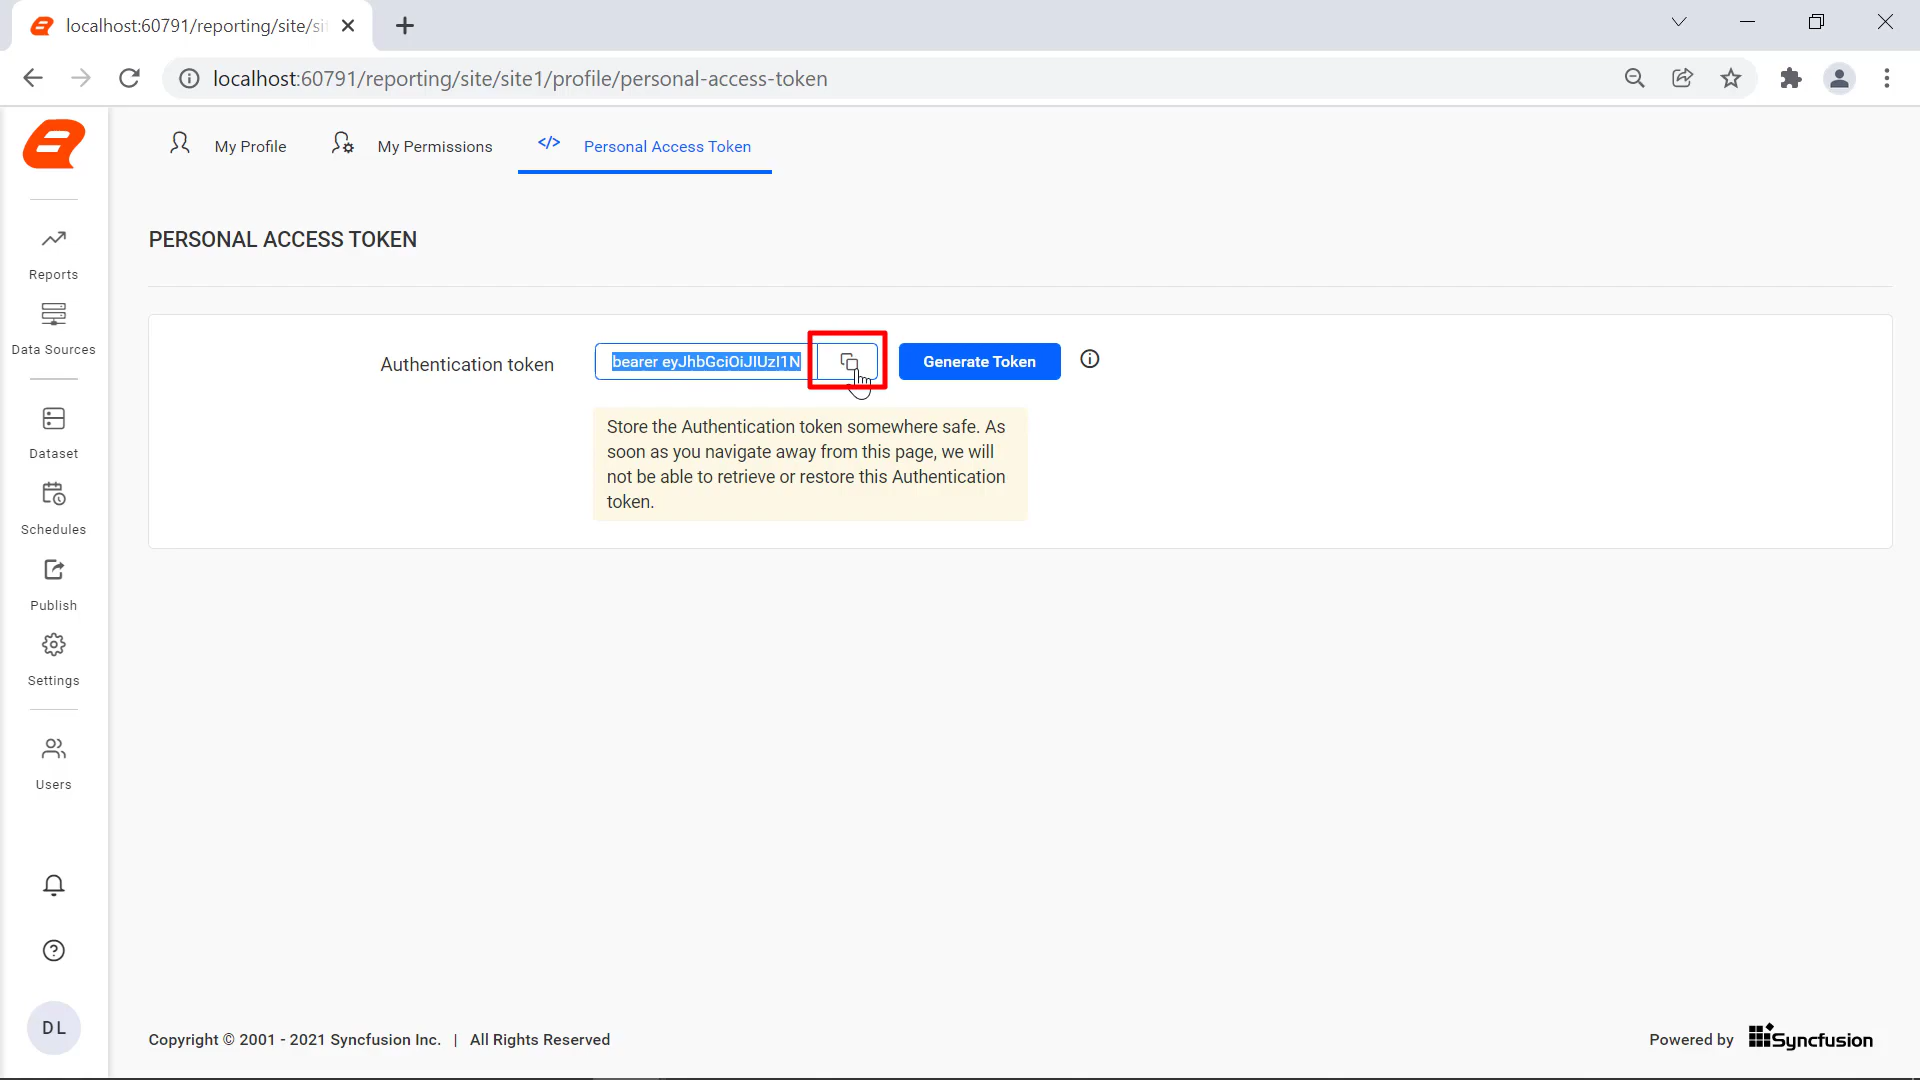 localhost:60791/reporting/site/si
localhost:60791/reporting/site/site1/profile/personal-access-token
My Profile
My Permissions
</> Personal Access Token
PERSONAL ACCESS TOKEN
Reports
Data Sources
Dataset
Schedules
Publish
Settings
Users
DL
Authentication token
bearer eyJhbGciOiJIUzI1N
Generate Token
Store the Authentication token somewhere safe. As
soon as you navigate away from this page, we will
not be able to retrieve or restore this Authentication
token.
Copyright © 2001 - 2021 Syncfusion Inc. | All Rights Reserved
Powered by Syncfusion